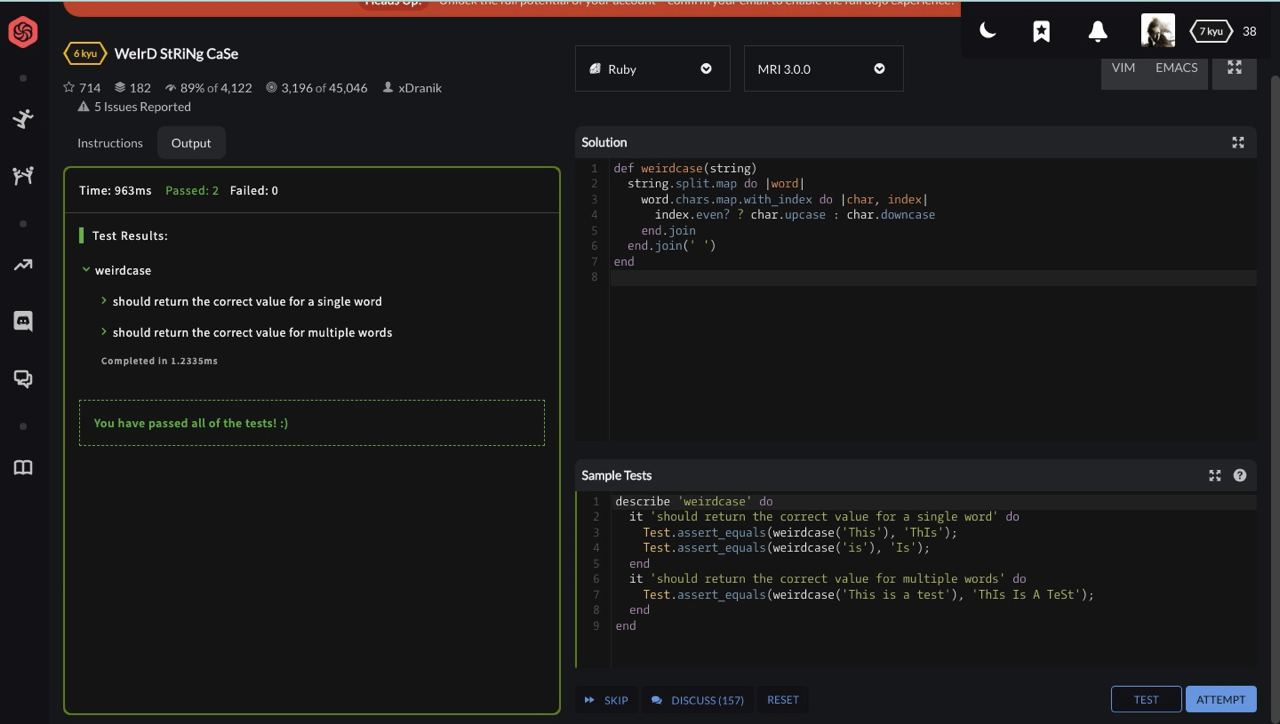 Heads Up! Unlock the full potential of your account - confirm your email to enable the full dojo experience!
7 kyu 38
6 kyu WeIrD StRiNg CaSe
714 182 89% of 4,122 3,196 of 45,046 xDranik
5 Issues Reported
Ruby
MRI 3.0.0
VIM EMACS
Instructions Output
Time: 963ms Passed: 2 Failed: 0
Test Results:
weirdcase
should return the correct value for a single word
should return the correct value for multiple words
Completed in 1.2335ms
You have passed all of the tests! :)
Solution
1 def weirdcase(string)
2 string.split.map do |word|
3 word.chars.map.with_index do |char, index|
4 index.even? ? char.upcase : char.downcase
5 end.join
6 end.join(' ')
7 end
8
Sample Tests
1 describe 'weirdcase' do
2 it 'should return the correct value for a single word' do
3 Test.assert_equals(weirdcase('This'), 'ThIs');
4 Test.assert_equals(weirdcase('is'), 'Is');
5 end
6 it 'should return the correct value for multiple words' do
7 Test.assert_equals(weirdcase('This is a test'), 'ThIs Is A TeSt');
8 end
9 end
SKIP DISCUSS (157) RESET
TEST ATTEMPT